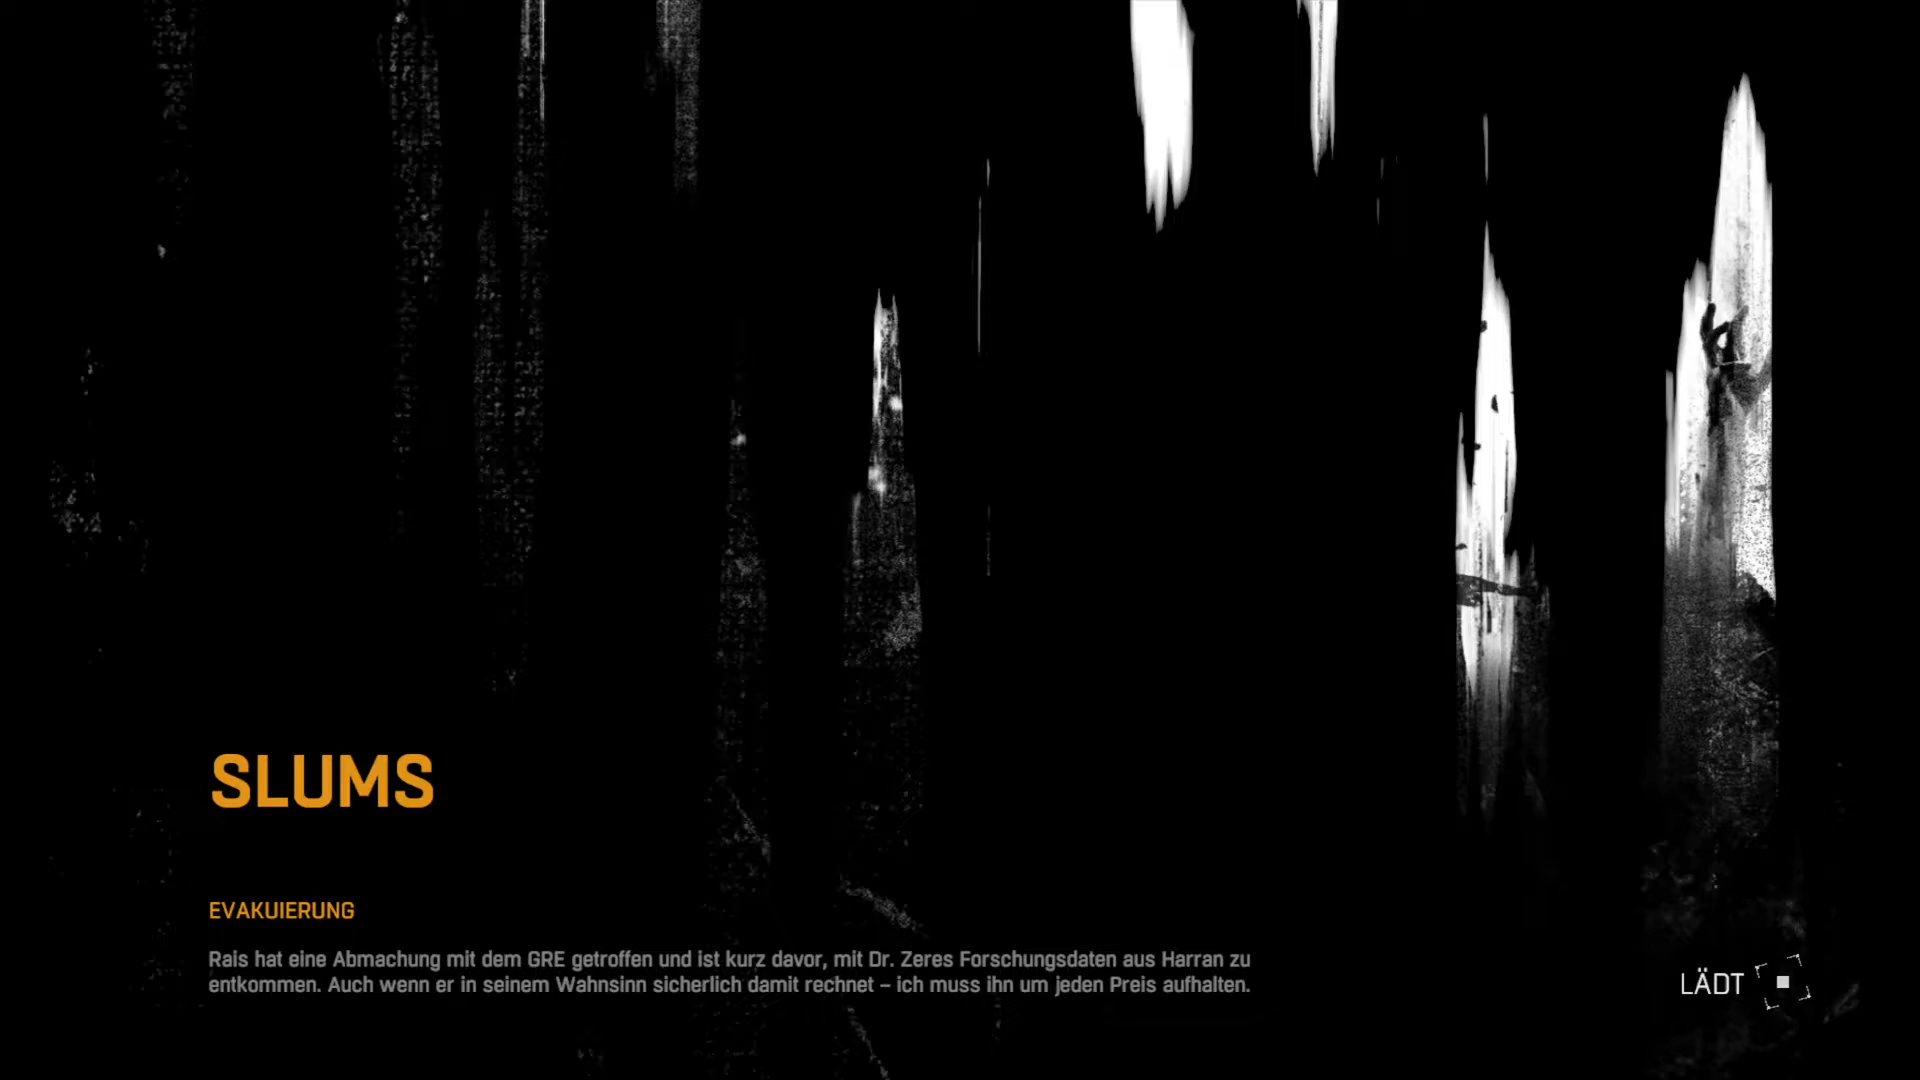 SLUMS
EVAKUIERUNG
Rais hat eine Abmachung mit dem GRE getroffen und ist kurz davor, mit Dr. Zeres Forschungsdaten aus Harran zu
entkommen. Auch wenn er in seinem Wahnsinn sicherlich damit rechnet – ich muss ihn um jeden Preis aufhalten.
LÄDT